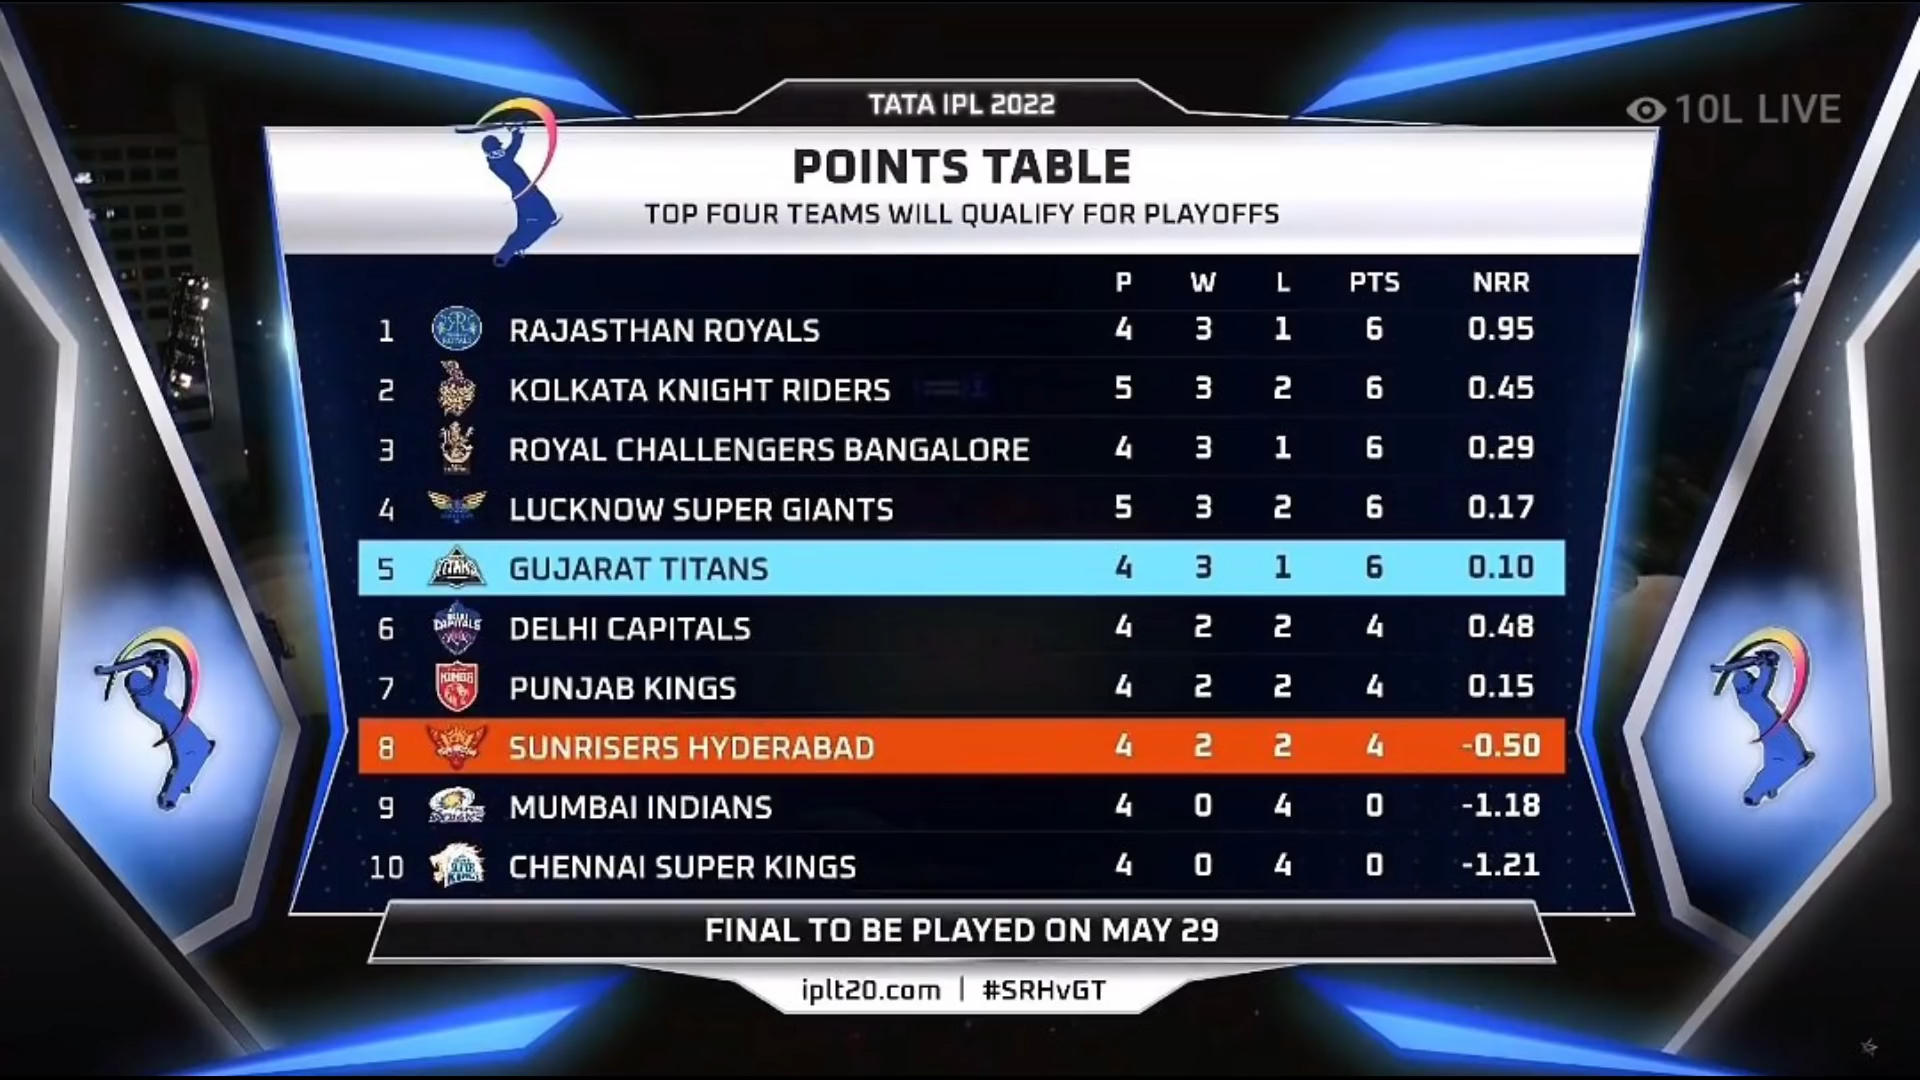 TATA IPL 2022
10L LIVE
POINTS TABLE
TOP FOUR TEAMS WILL QUALIFY FOR PLAYOFFS
P W L PTS NRR
1 RAJASTHAN ROYALS 4 3 1 6 0.95
2 KOLKATA KNIGHT RIDERS 5 3 2 6 0.45
3 ROYAL CHALLENGERS BANGALORE 4 3 1 6 0.29
4 LUCKNOW SUPER GIANTS 5 3 2 6 0.17
5 GUJARAT TITANS 4 3 1 6 0.10
6 DELHI CAPITALS 4 2 2 4 0.48
7 PUNJAB KINGS 4 2 2 4 0.15
8 SUNRISERS HYDERABAD 4 2 2 4 -0.50
9 MUMBAI INDIANS 4 0 4 0 -1.18
10 CHENNAI SUPER KINGS 4 0 4 0 -1.21
FINAL TO BE PLAYED ON MAY 29
iplt20.com | #SRHvGT